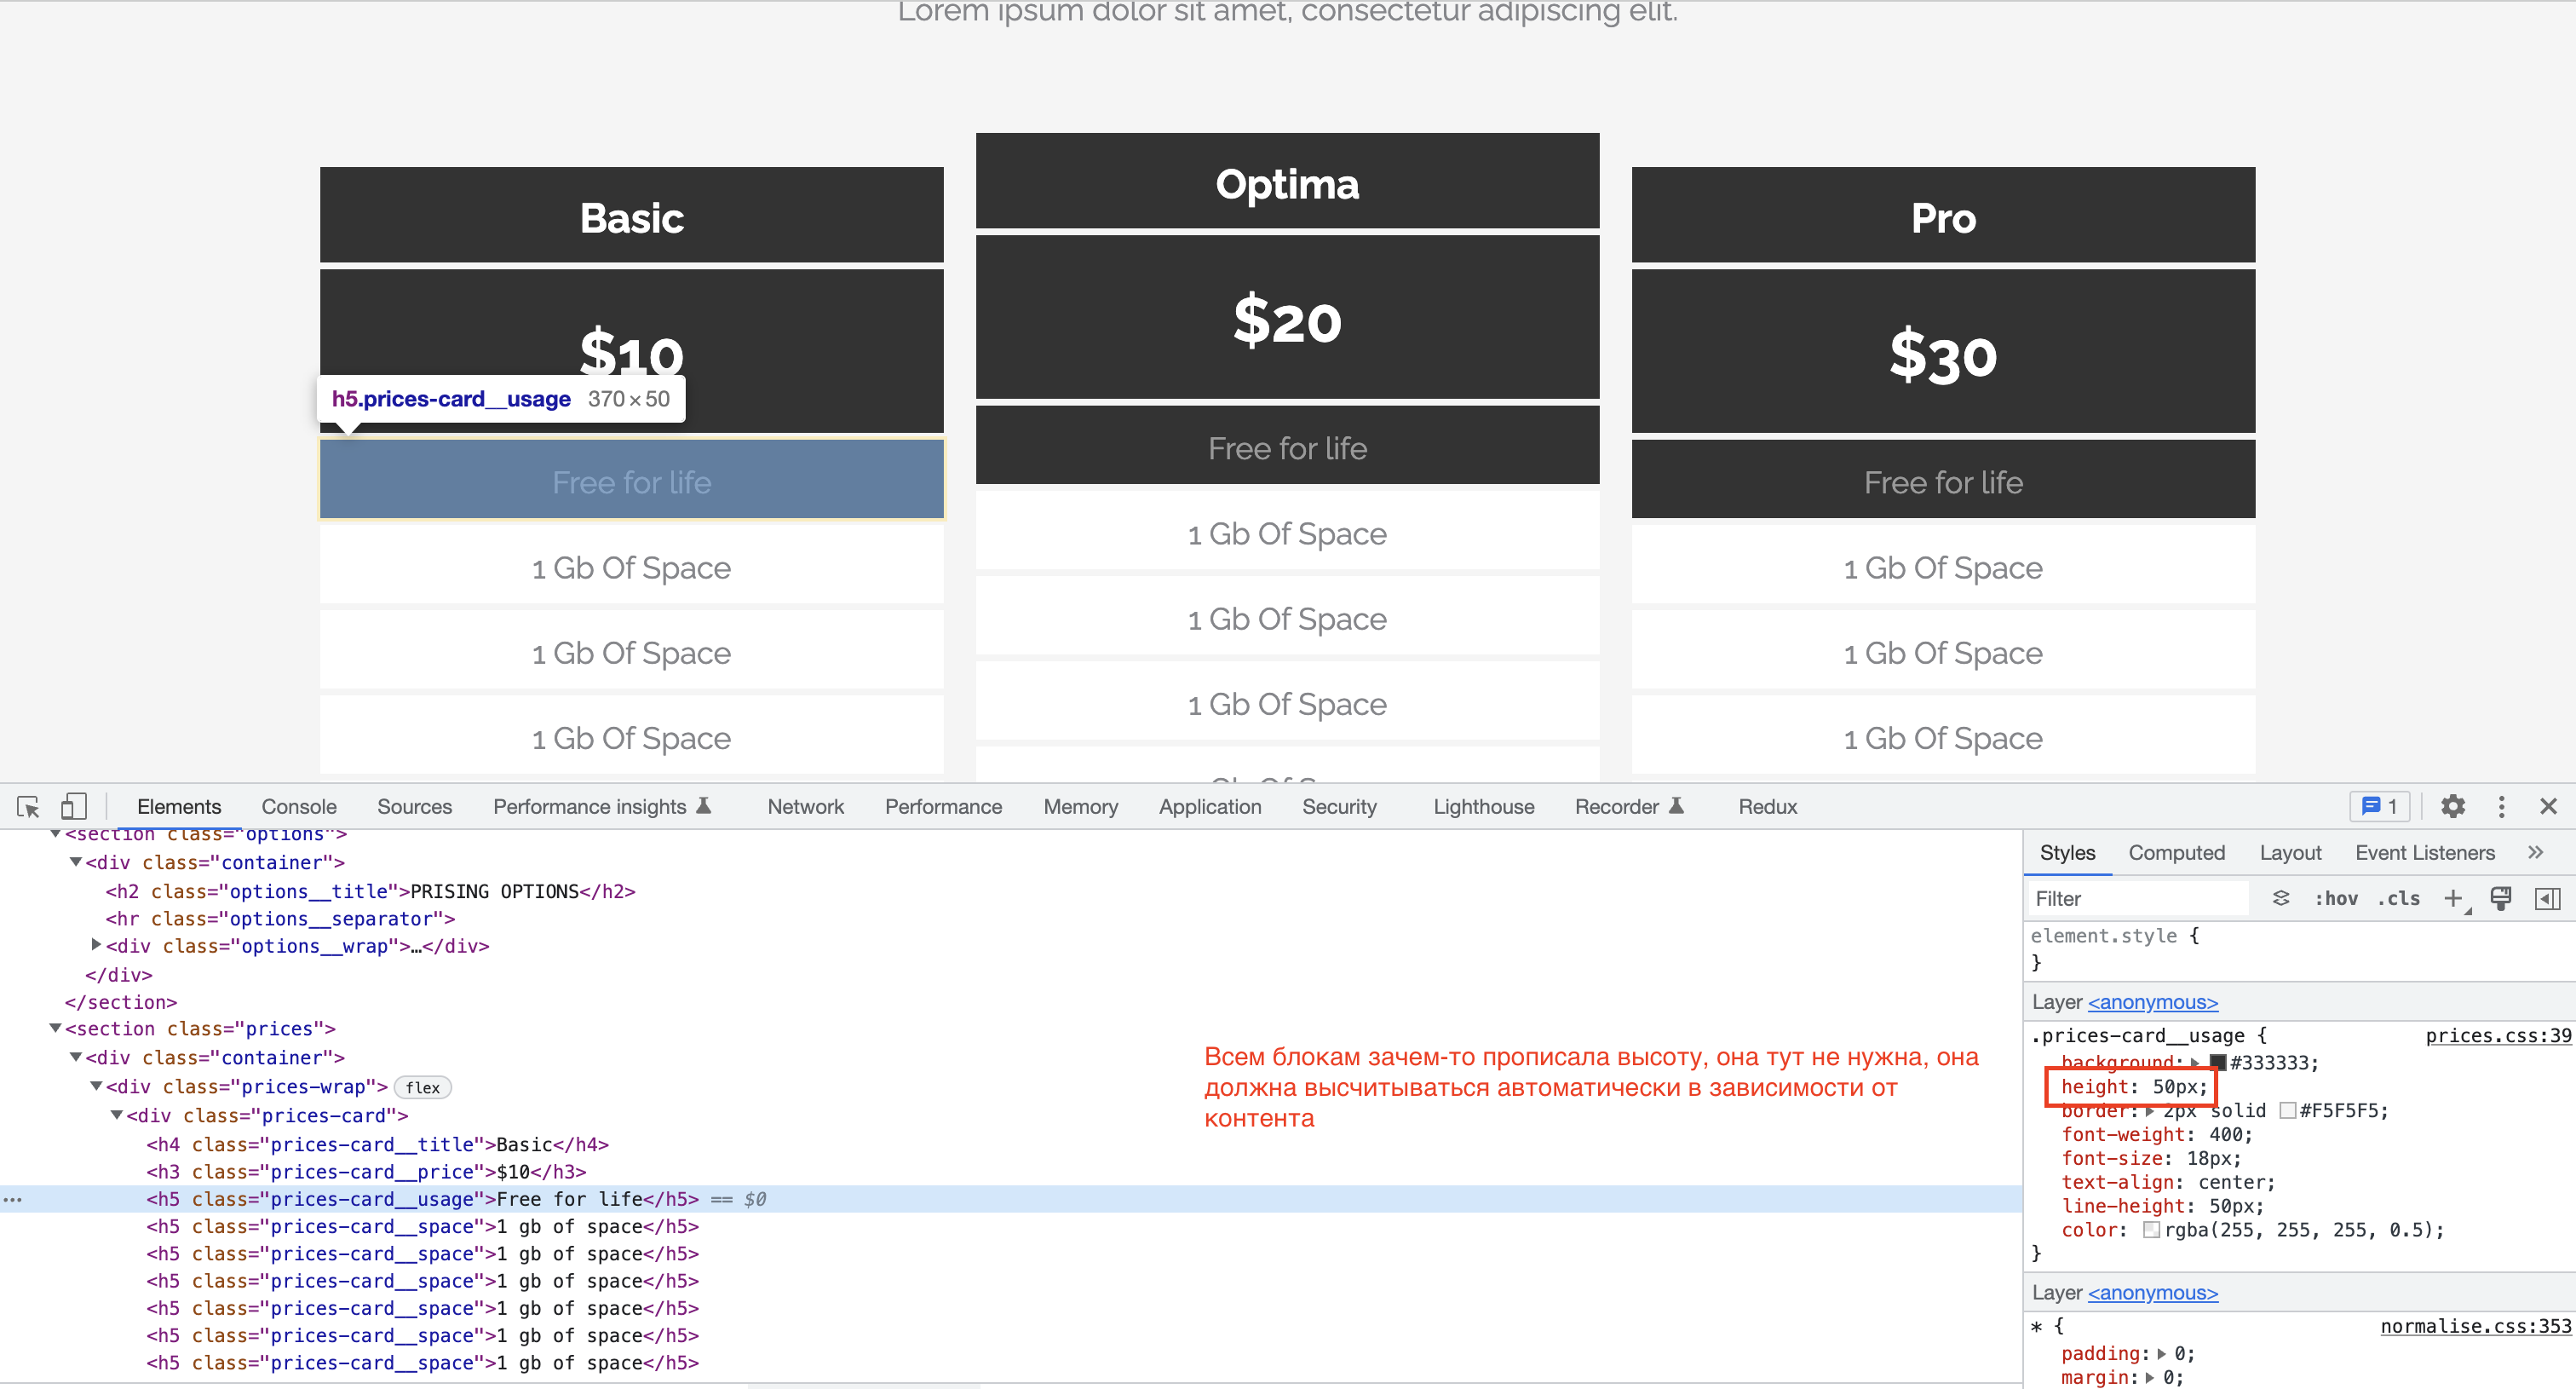 Lorem ipsum dolor sit amet, consectetur adipiscing elit.
Basic
Optima
Pro
$10
$20
$30
h5.prices-card__usage 370 × 50
Free for life
Free for life
Free for life
1 Gb Of Space
1 Gb Of Space
1 Gb Of Space
1 Gb Of Space
1 Gb Of Space
1 Gb Of Space
1 Gb Of Space
1 Gb Of Space
1 Gb Of Space
Gb Of Space
Elements Console Sources Performance insights Network Performance Memory Application Security Lighthouse Recorder Redux 1
<section class="options">
<div class="container">
<h2 class="options__title">PRISING OPTIONS</h2>
<hr class="options__separator">
<div class="options__wrap">…</div>
</div>
</section>
<section class="prices">
<div class="container">
<div class="prices-wrap"> flex
<div class="prices-card">
<h4 class="prices-card__title">Basic</h4>
<h3 class="prices-card__price">$10</h3>
<h5 class="prices-card__usage">Free for life</h5> == $0
<h5 class="prices-card__space">1 gb of space</h5>
<h5 class="prices-card__space">1 gb of space</h5>
<h5 class="prices-card__space">1 gb of space</h5>
<h5 class="prices-card__space">1 gb of space</h5>
<h5 class="prices-card__space">1 gb of space</h5>
<h5 class="prices-card__space">1 gb of space</h5>
Всем блокам зачем-то прописала высоту, она тут не нужна, она
должна высчитываться автоматически в зависимости от
контента
Styles Computed Layout Event Listeners
Filter :hov .cls
element.style {
}
Layer <anonymous>
.prices-card__usage { prices.css:39
background: #333333;
height: 50px;
border: 2px solid #F5F5F5;
font-weight: 400;
font-size: 18px;
text-align: center;
line-height: 50px;
color: rgba(255, 255, 255, 0.5);
}
Layer <anonymous>
* { normalise.css:353
padding: 0;
margin: 0;